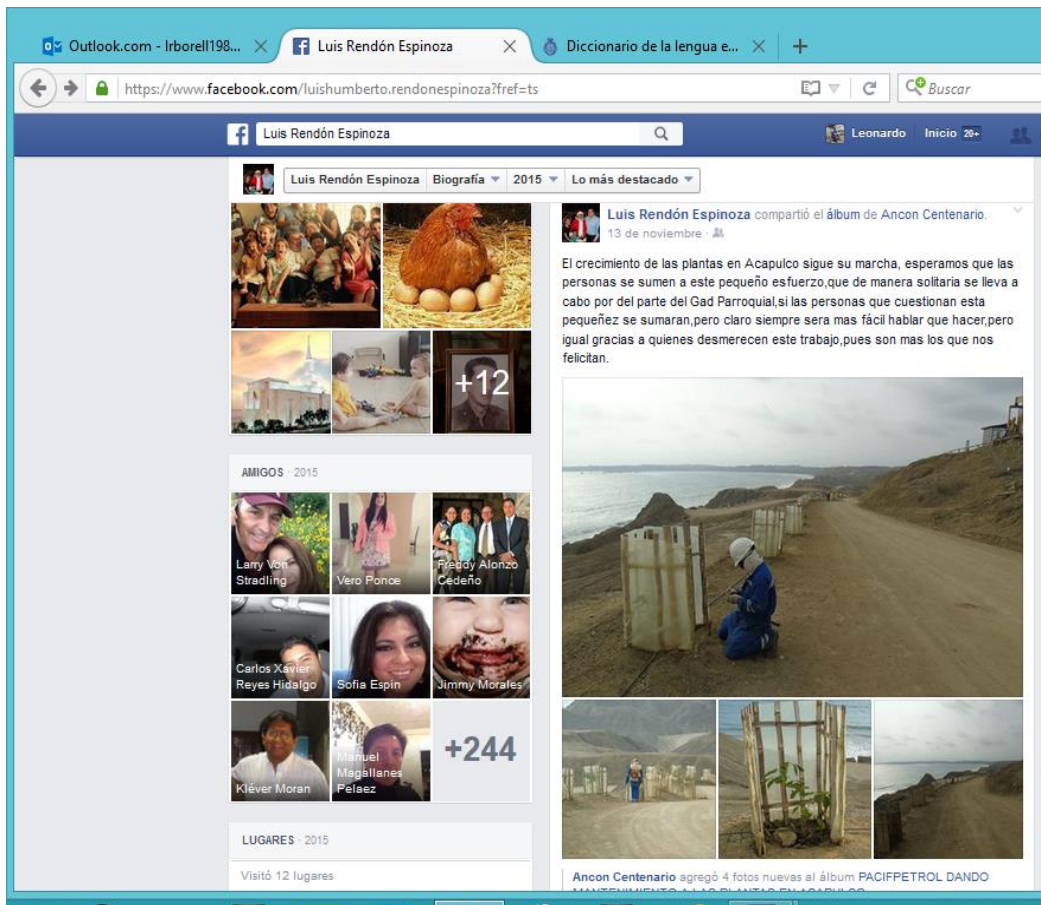 Outlook.com - lrborell198...
Luis Rendón Espinoza
Diccionario de la lengua e...
https://www.facebook.com/luishumberto.rendonespinoza?fref=ts
Buscar
Luis Rendón Espinoza
Leonardo
Inicio 20+
Luis Rendón Espinoza
Biografía
2015
Lo más destacado
+12
AMIGOS · 2015
Larry Von
Stradling
Vero Ponce
Freddy Alonzo
Cedeño
Carlos Xavier
Reyes Hidalgo
Sofia Espin
Jimmy Morales
Kléver Moran
Manuel
Magallanes
Pelaez
+244
LUGARES · 2015
Visitó 12 lugares
Luis Rendón Espinoza compartió el álbum de Ancon Centenario.
13 de noviembre ·
El crecimiento de las plantas en Acapulco sigue su marcha, esperamos que las
personas se sumen a este pequeño esfuerzo,que de manera solitaria se lleva a
cabo por del parte del Gad Parroquial,si las personas que cuestionan esta
pequeñez se sumaran,pero claro siempre sera mas fácil hablar que hacer,pero
igual gracias a quienes desmerecen este trabajo,pues son mas los que nos
felicitan.
Ancon Centenario agregó 4 fotos nuevas al álbum PACIFPETROL DANDO
MANTENIMIENTO A LAS PLANTAS EN ACAPULCO